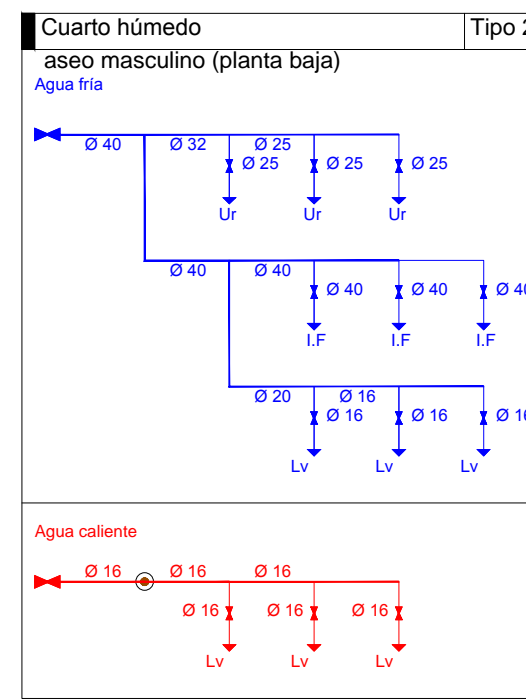 Cuarto húmedo Tipo 2
aseo masculino (planta baja)
Agua fría
Ø 40 Ø 32 Ø 25
Ø 25 Ø 25 Ø 25
Ur Ur Ur
Ø 40 Ø 40
Ø 40 Ø 40 Ø 40
I.F I.F I.F
Ø 20 Ø 16
Ø 16 Ø 16 Ø 16
Lv Lv Lv
Agua caliente
Ø 16 Ø 16 Ø 16
Ø 16 Ø 16 Ø 16
Lv Lv Lv